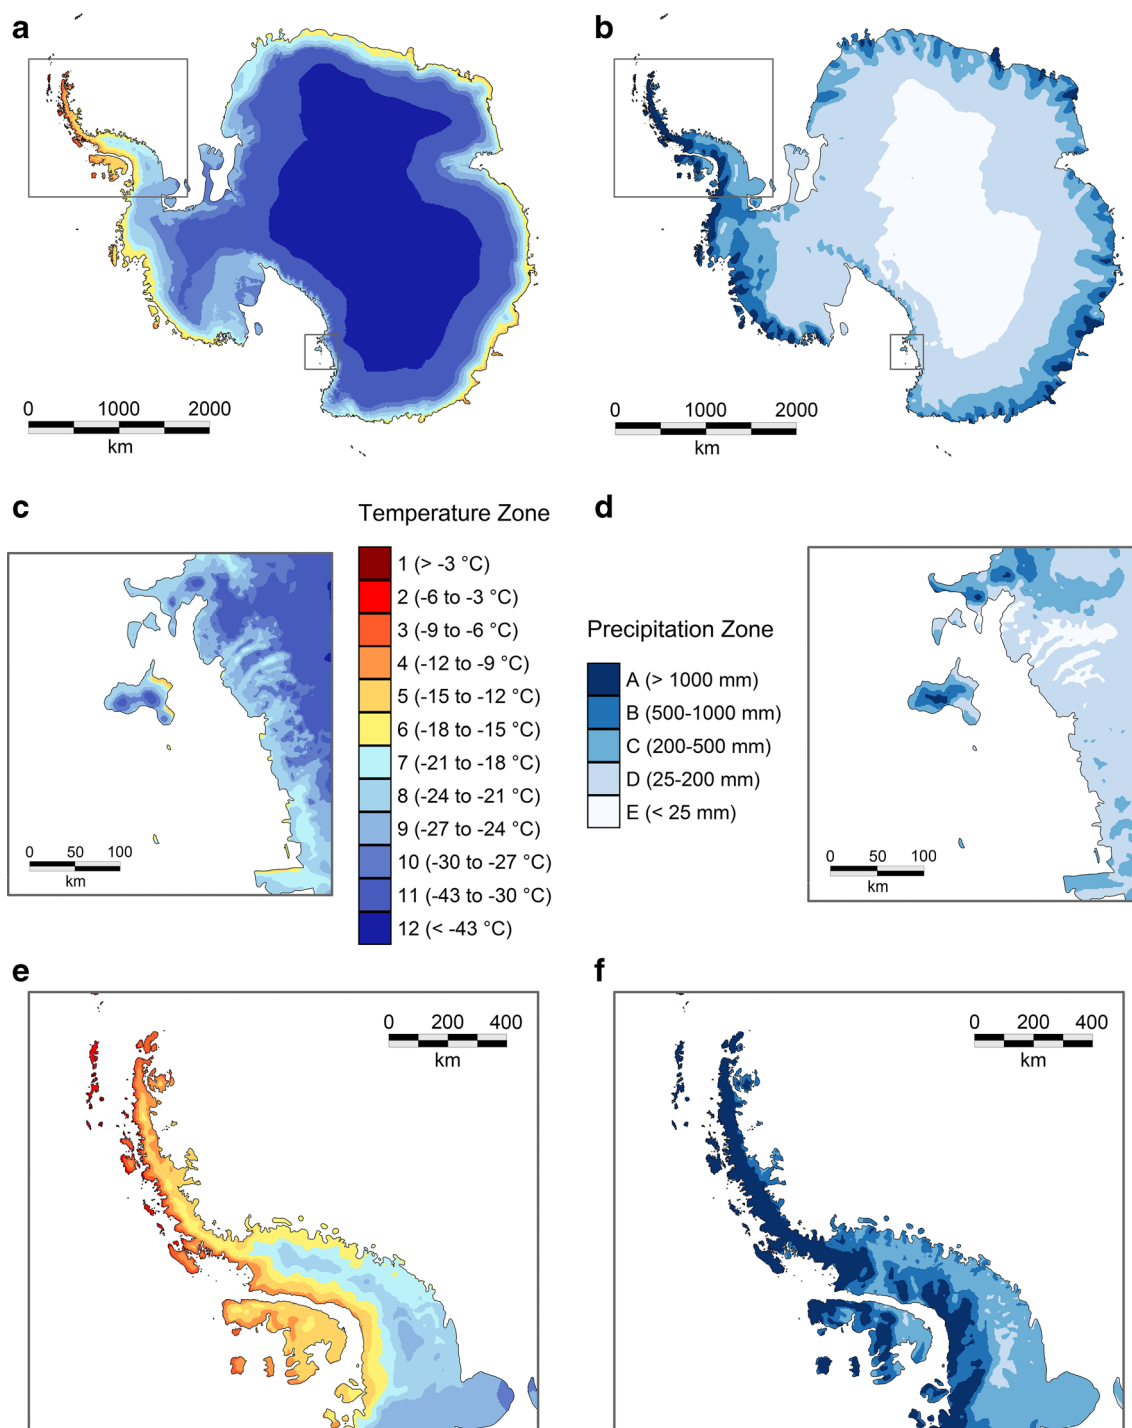 a
b
0 1000 2000
km
0 1000 2000
km
c
d
Temperature Zone
1 (> -3 °C)
2 (-6 to -3 °C)
3 (-9 to -6 °C)
4 (-12 to -9 °C)
5 (-15 to -12 °C)
6 (-18 to -15 °C)
7 (-21 to -18 °C)
8 (-24 to -21 °C)
9 (-27 to -24 °C)
10 (-30 to -27 °C)
11 (-43 to -30 °C)
12 (< -43 °C)
Precipitation Zone
A (> 1000 mm)
B (500-1000 mm)
C (200-500 mm)
D (25-200 mm)
E (< 25 mm)
0 50 100
km
0 50 100
km
e
f
0 200 400
km
0 200 400
km